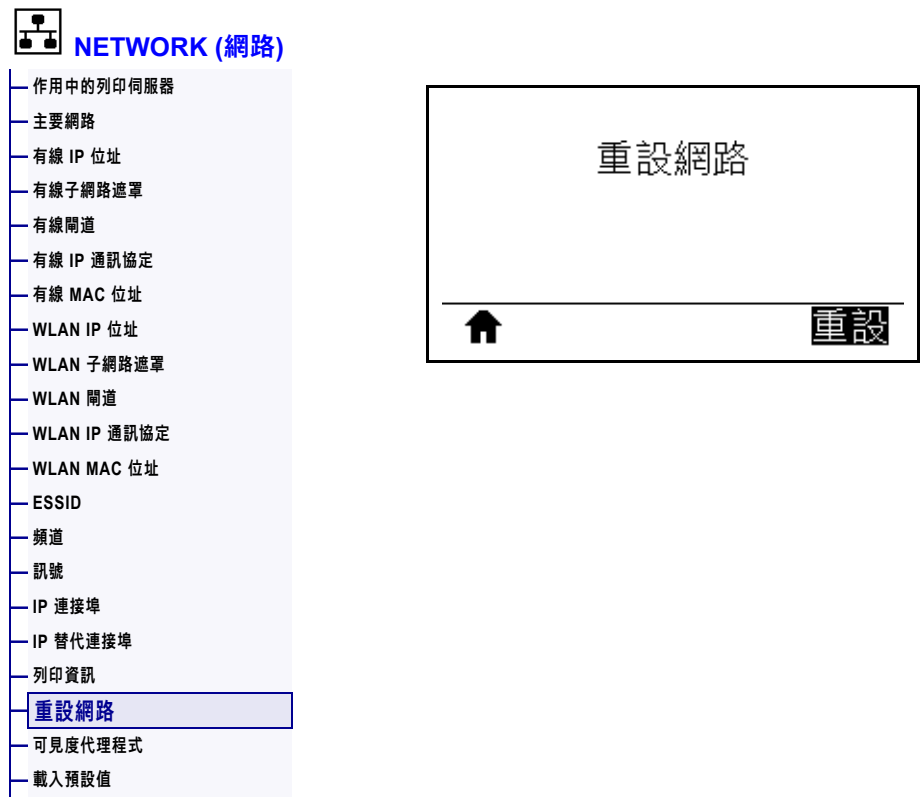 NETWORK (網路)
作用中的列印伺服器
主要網路
有線 IP 位址
有線子網路遮罩
有線閘道
有線 IP 通訊協定
有線 MAC 位址
WLAN IP 位址
WLAN 子網路遮罩
WLAN 閘道
WLAN IP 通訊協定
WLAN MAC 位址
ESSID
頻道
訊號
IP 連接埠
IP 替代連接埠
列印資訊
重設網路
可見度代理程式
載入預設值
重設網路
重設